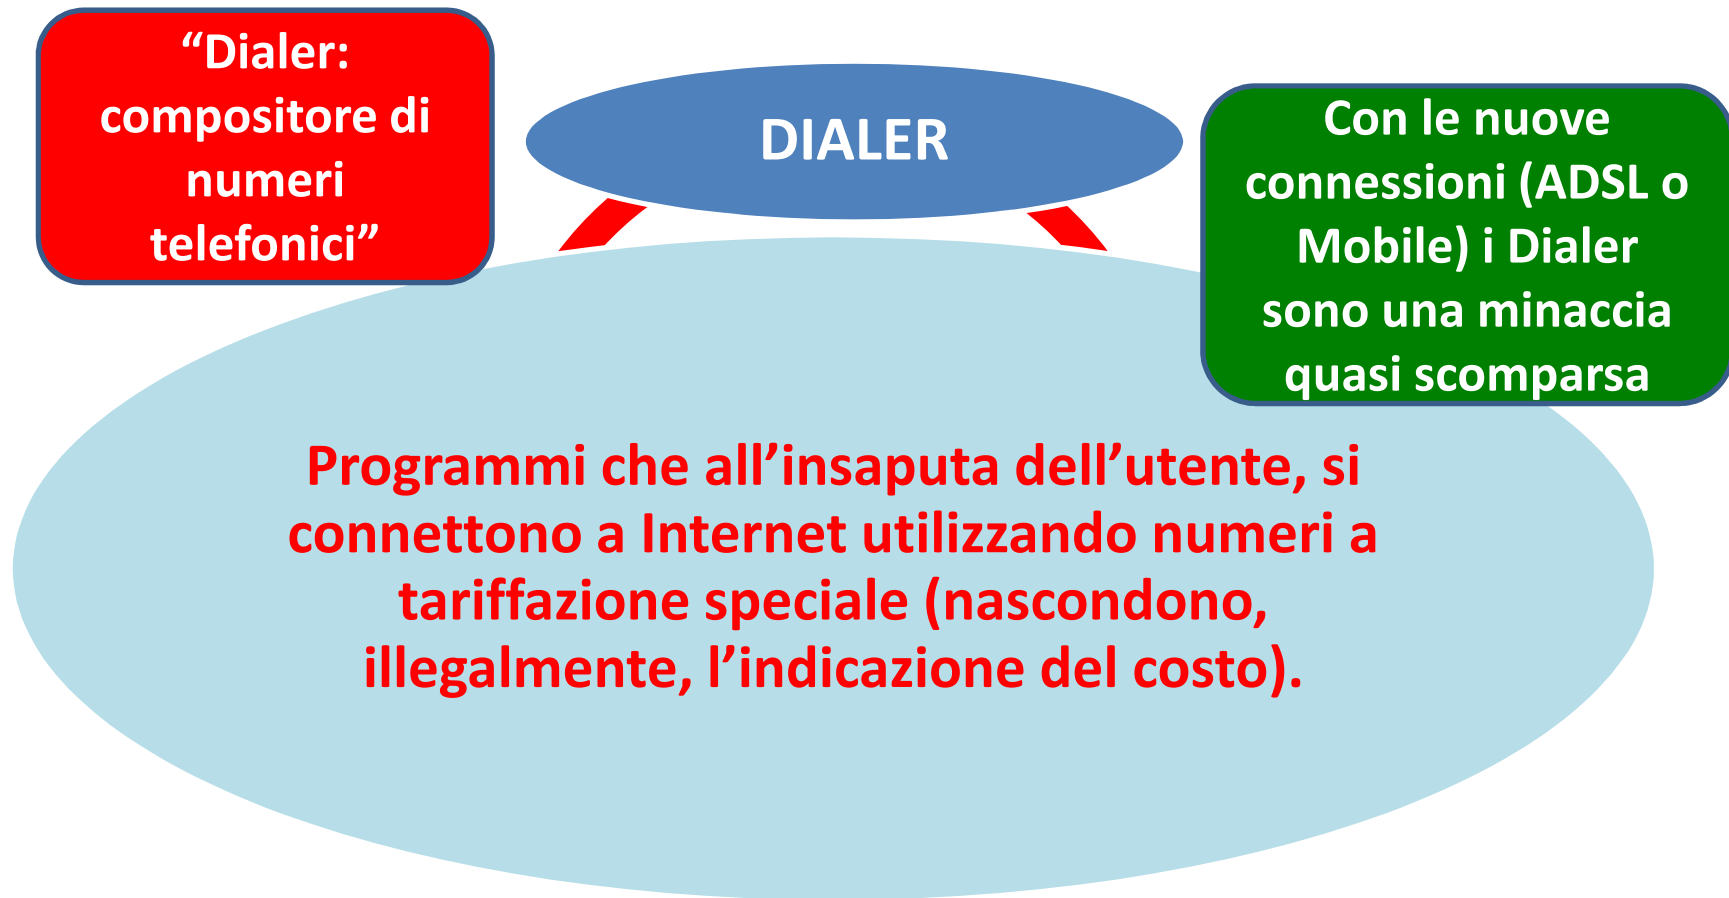 “Dialer:
compositore di
numeri
telefonici”
DIALER
Con le nuove
connessioni (ADSL o
Mobile) i Dialer
sono una minaccia
quasi scomparsa
Programmi che all’insaputa dell’utente, si
connettono a Internet utilizzando numeri a
tariffazione speciale (nascondono,
illegalmente, l’indicazione del costo).